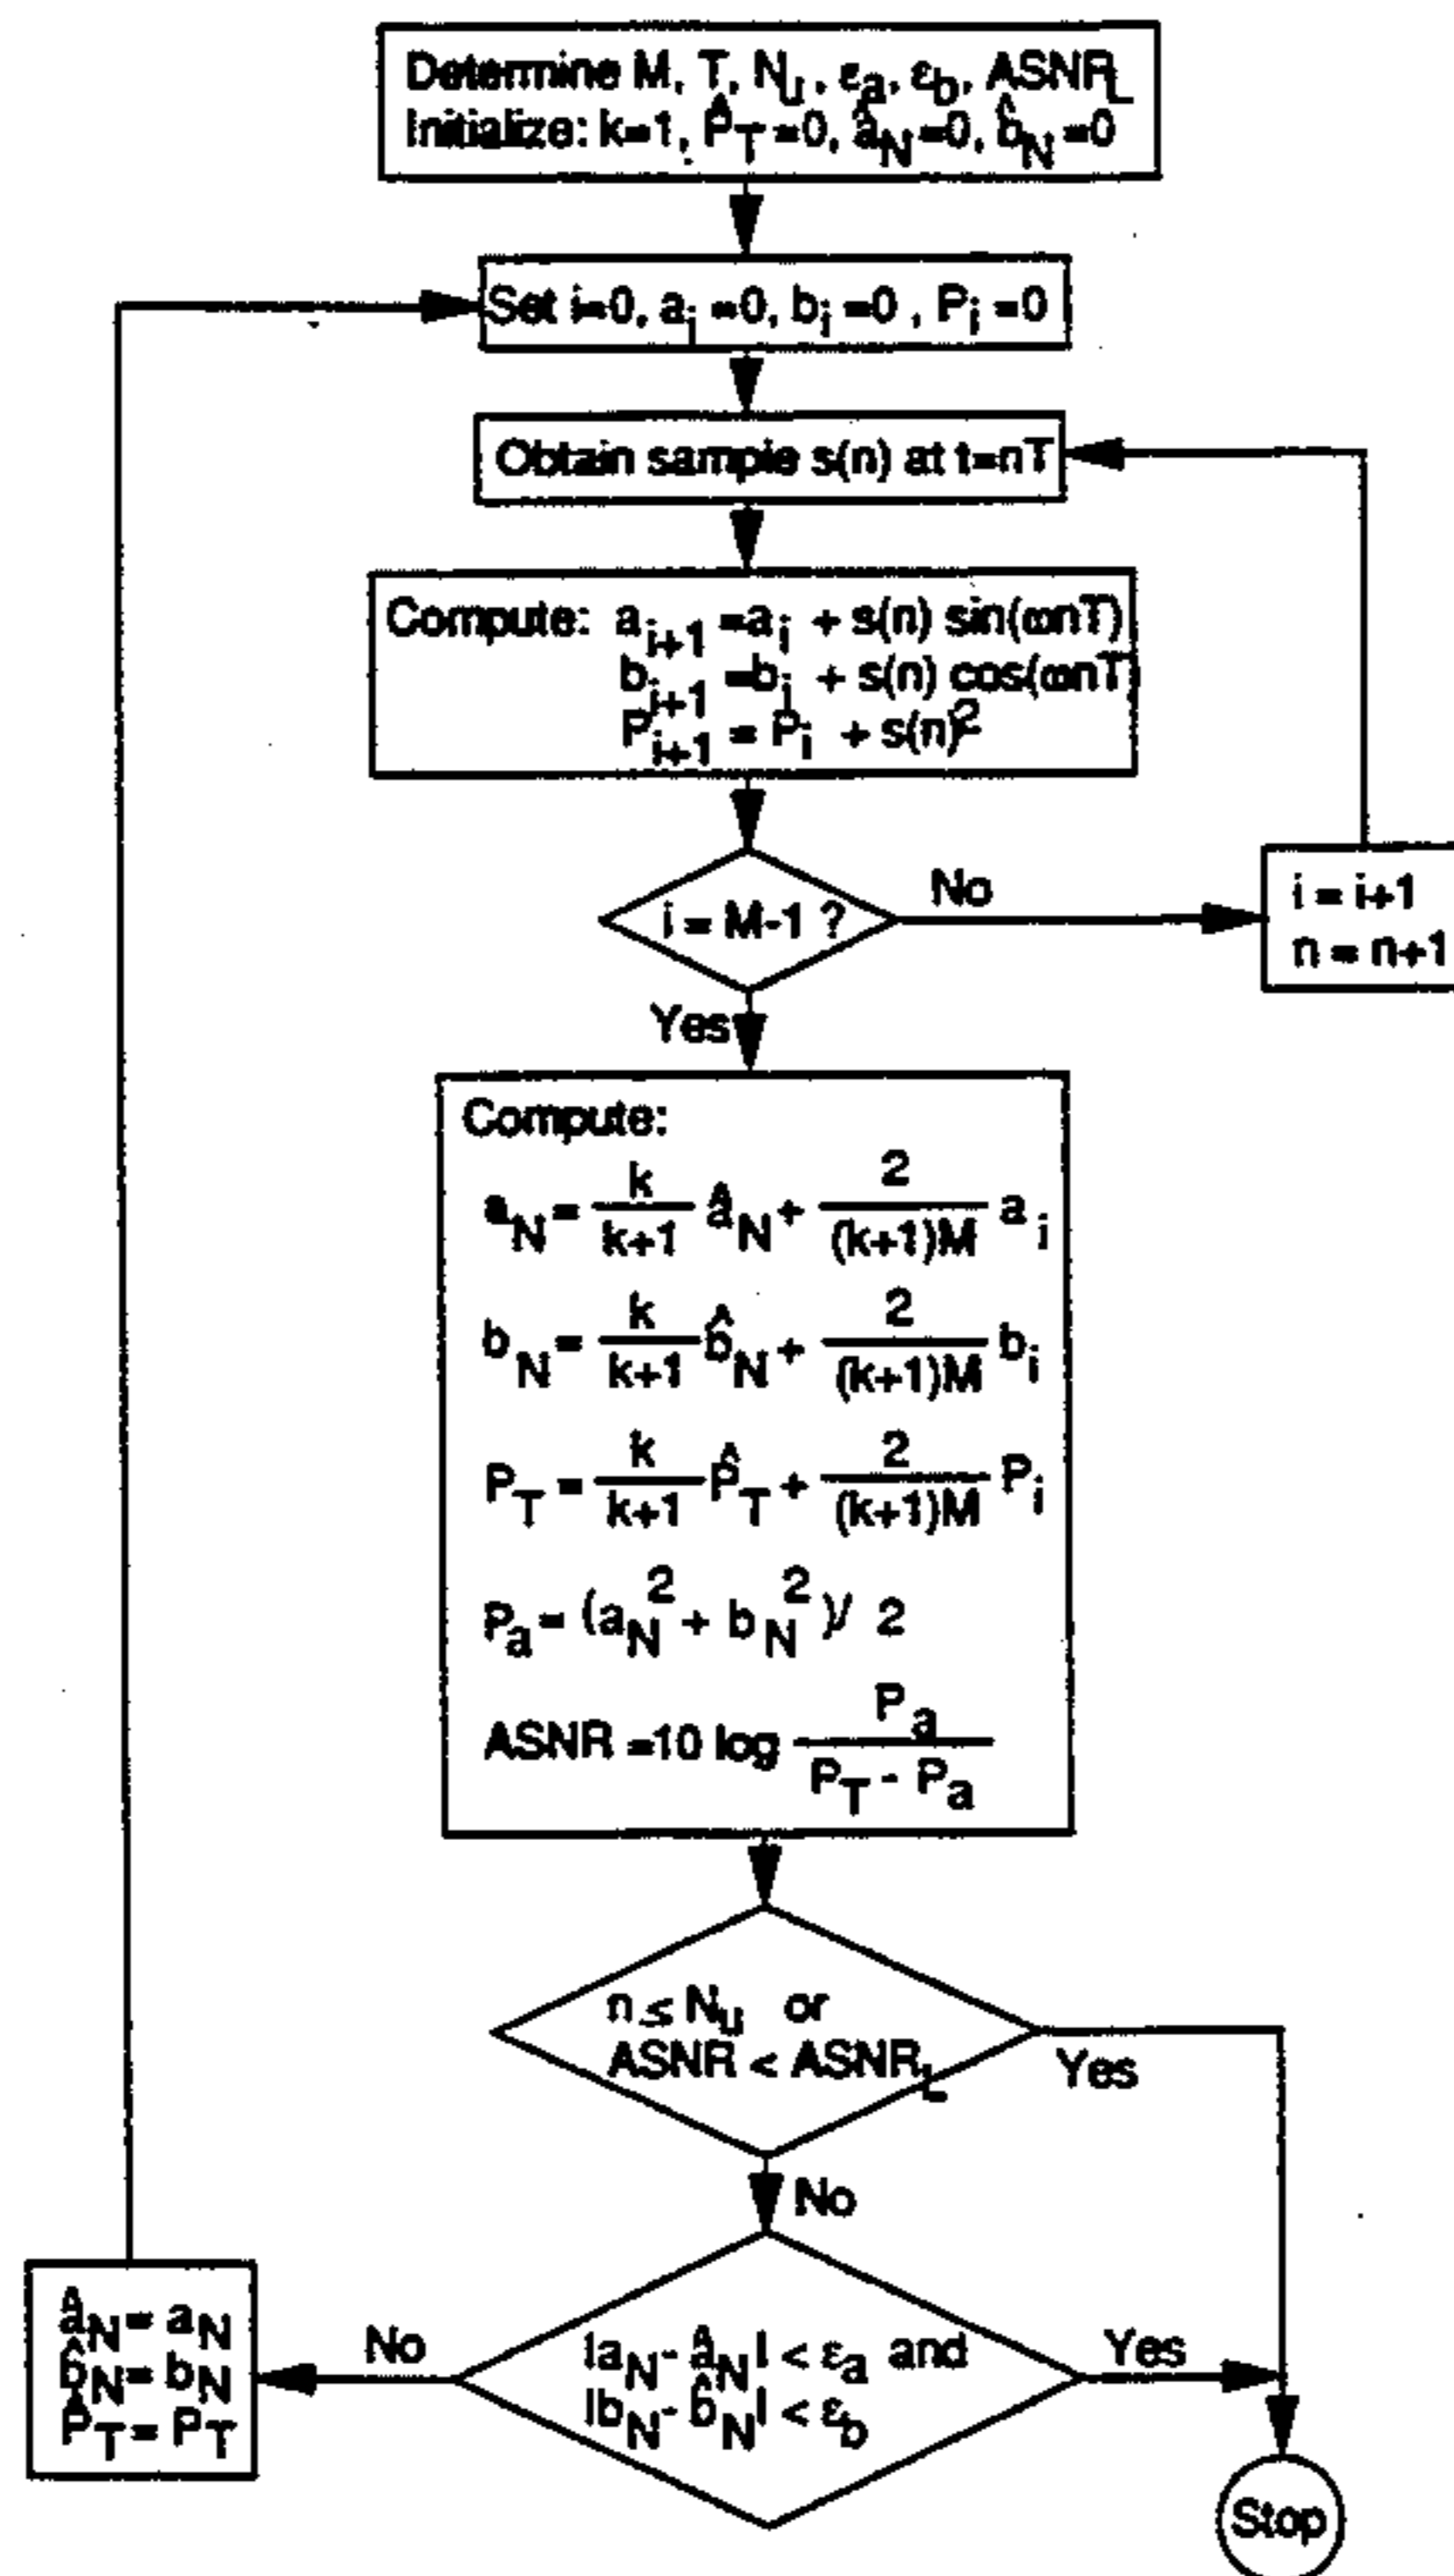 Determine M, T, N_u, ε_a, ε_b, ASNR_L
Initialize: k=1, P̂_T=0, â_N=0, b̂_N=0
Set i=0, a_i=0, b_i=0, P_i=0
Obtain sample s(n) at t=nT
Compute: a_{i+1}=a_i + s(n) sin(ωnT)
b_{i+1}=b_i + s(n) cos(ωnT)
P_{i+1} = P_i + s(n)^2
i = M-1 ?
No
i = i+1
n = n+1
Yes
Compute:
a_N = k/(k+1) â_N + 2/((k+1)M) a_i
b_N = k/(k+1) b̂_N + 2/((k+1)M) b_i
P_T = k/(k+1) P̂_T + 2/((k+1)M) P_i
P_a = (a_N^2 + b_N^2)/ 2
ASNR = 10 log P_a/(P_T - P_a)
n ≤ N_u or
ASNR < ASNR_L
Yes
No
|a_N - â_N| < ε_a and
|b_N - b̂_N| < ε_b
Yes
No
â_N = a_N
b̂_N = b_N
P̂_T = P_T
Stop